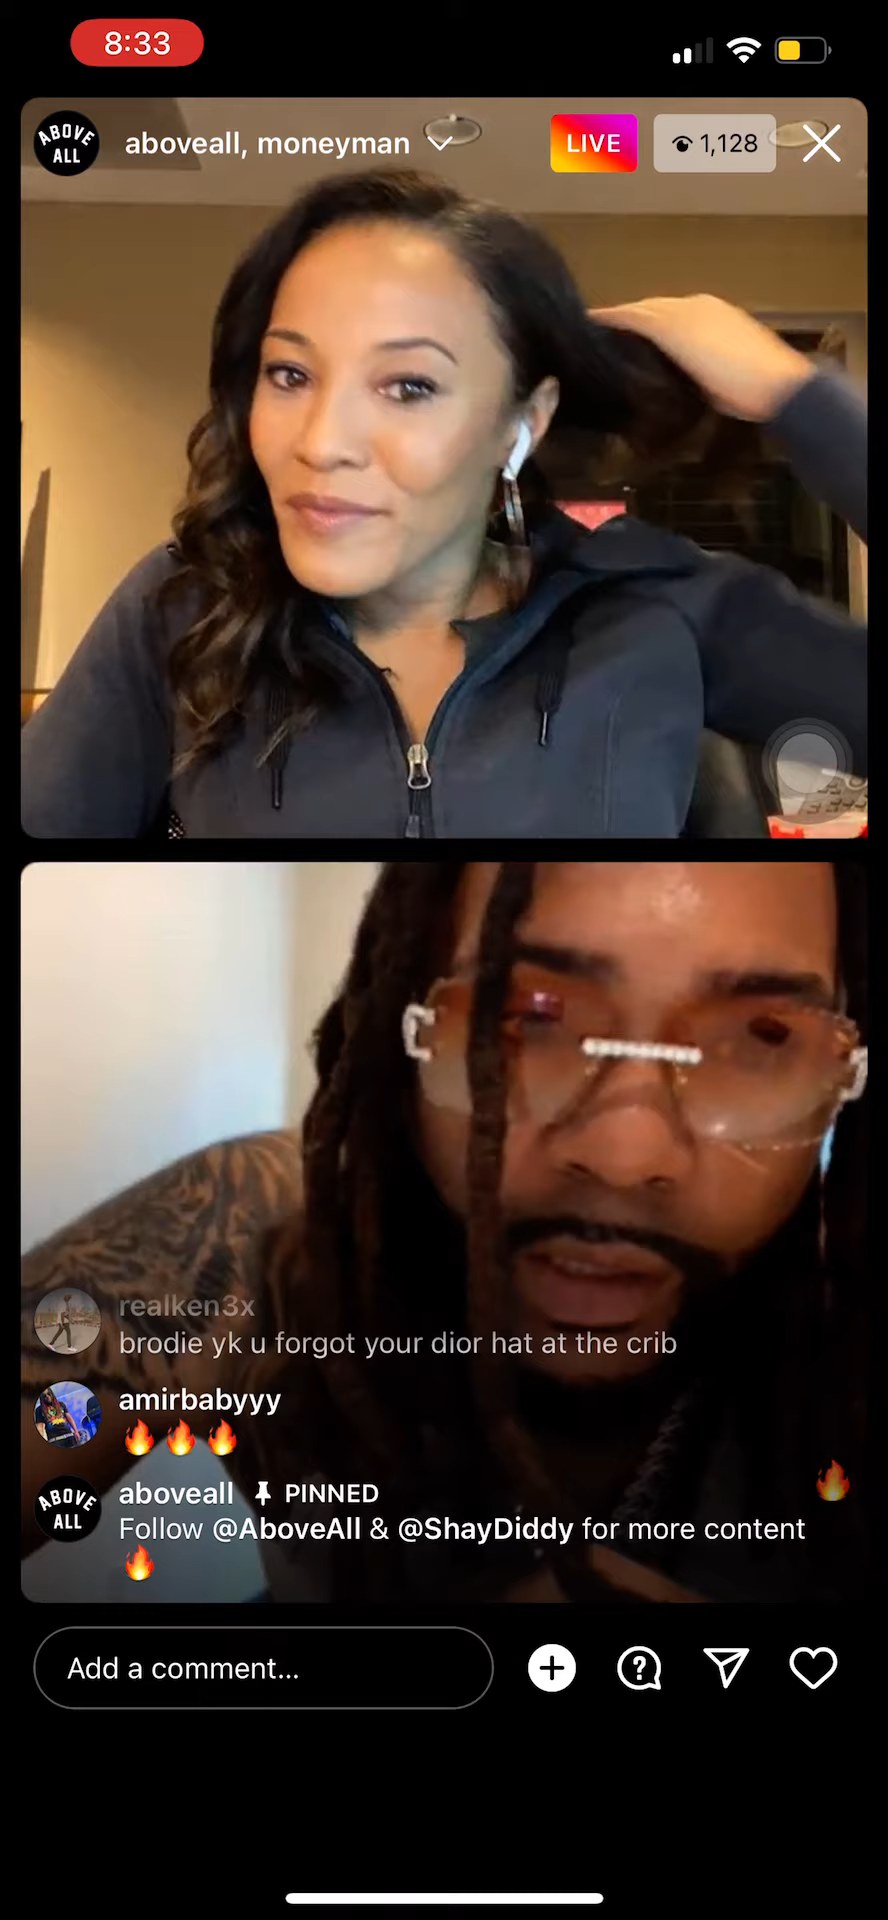 8:33
ABOVE
ALL
aboveall, moneyman
LIVE
1,128
realken3x
brodie yk u forgot your dior hat at the crib
amirbabyyy
🔥🔥🔥
ABOVE
ALL
aboveall 📌 PINNED
Follow @AboveAll & @ShayDiddy for more content
🔥
Add a comment...